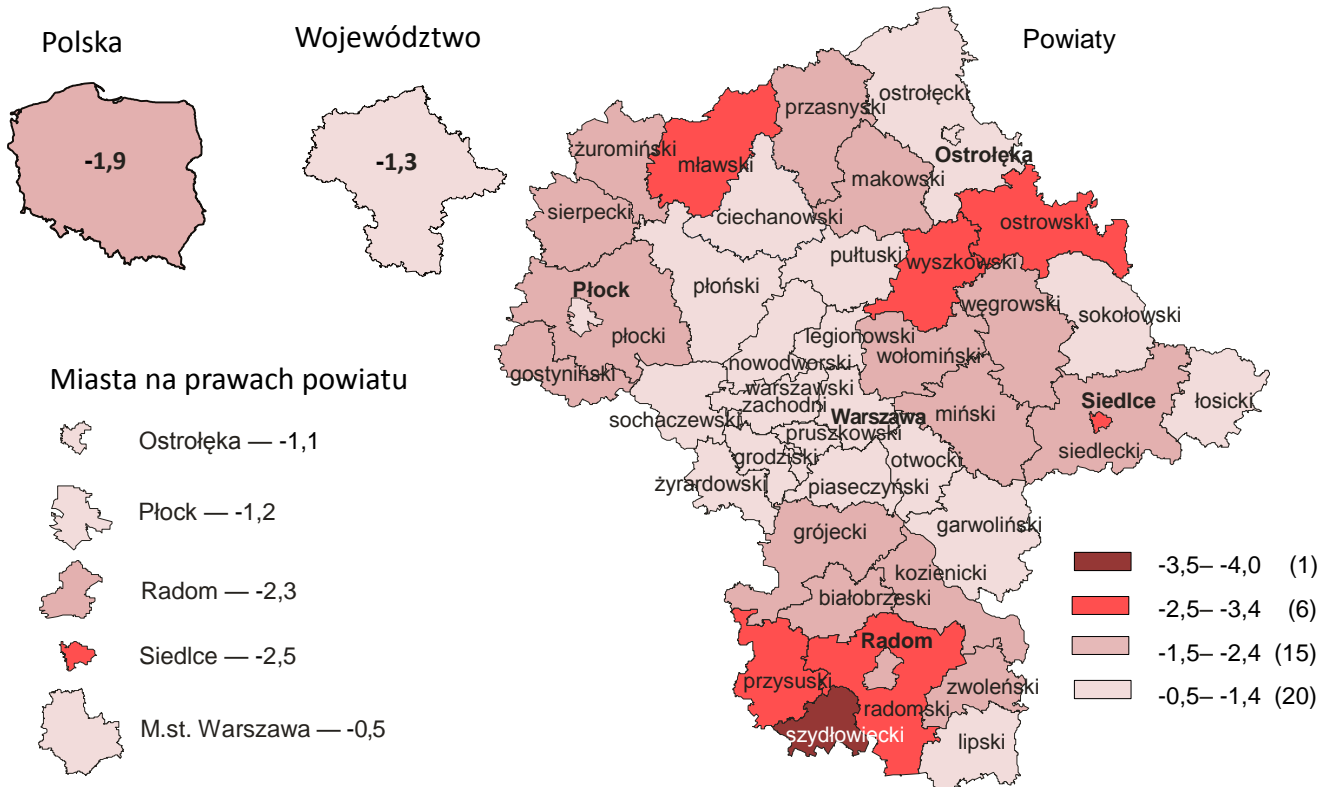 Polska
Województwo
Powiaty
-1,9
-1,3
ostrołęcki
przasnyski
Ostrołęka
żuromiński
mławski
makowski
sierpecki
ciechanowski
ostrowski
pułtuski
wyszkowski
Płock
płoński
węgrowski
sokołowski
płocki
legionowski
wołomiński
nowodworski
gostyniński
warszawski
zachodni
sochaczewski
Warszawa
miński
Siedlce
łosicki
pruszkowski
grodziski
otwocki
siedlecki
żyrardowski
piaseczyński
grójecki
garwoliński
kozienicki
białobrzeski
Radom
przysuski
zwoleński
radomski
szydłowiecki
lipski
Miasta na prawach powiatu
Ostrołęka — -1,1
Płock — -1,2
Radom — -2,3
Siedlce — -2,5
M.st. Warszawa — -0,5
-3,5– -4,0 (1)
-2,5– -3,4 (6)
-1,5– -2,4 (15)
-0,5– -1,4 (20)